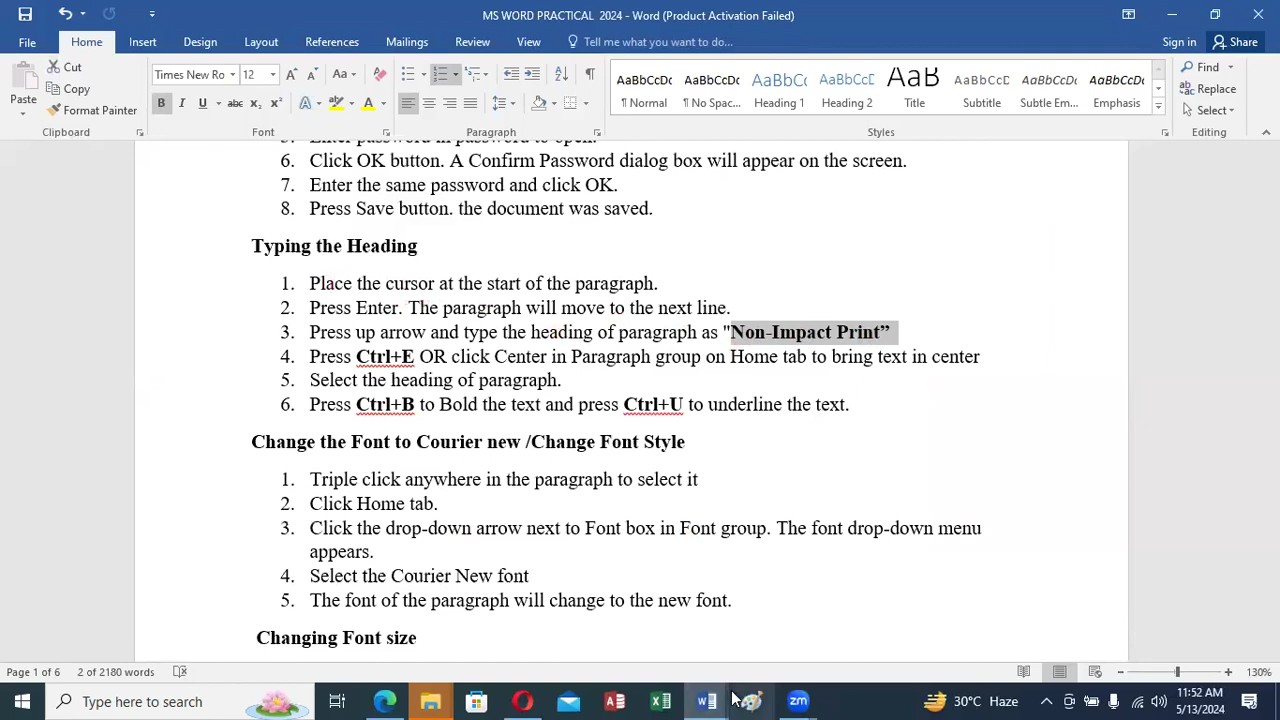 MS WORD PRACTICAL 2024 - Word (Product Activation Failed)
File Home Insert Design Layout References Mailings Review View Tell me what you want to do... Sign in Share
Cut
Copy
Format Painter
Paste
Clipboard
Times New Ro 12
Font
Paragraph
AaBbCcDc AaBbCcDc AaBbCc AaBbCcC AaB AaBbCcD AaBbCcDc AaBbCcDc
¶ Normal ¶ No Spac... Heading 1 Heading 2 Title Subtitle Subtle Em... Emphasis
Styles
Find
Replace
Select
Editing
5. Enter password in password to open.
6. Click OK button. A Confirm Password dialog box will appear on the screen.
7. Enter the same password and click OK.
8. Press Save button. the document was saved.
Typing the Heading
1. Place the cursor at the start of the paragraph.
2. Press Enter. The paragraph will move to the next line.
3. Press up arrow and type the heading of paragraph as "Non-Impact Print”
4. Press Ctrl+E OR click Center in Paragraph group on Home tab to bring text in center
5. Select the heading of paragraph.
6. Press Ctrl+B to Bold the text and press Ctrl+U to underline the text.
Change the Font to Courier new /Change Font Style
1. Triple click anywhere in the paragraph to select it
2. Click Home tab.
3. Click the drop-down arrow next to Font box in Font group. The font drop-down menu
appears.
4. Select the Courier New font
5. The font of the paragraph will change to the new font.
Changing Font size
Page 1 of 6 2 of 2180 words 130%
Type here to search
30°C Haze
11:52 AM
5/13/2024